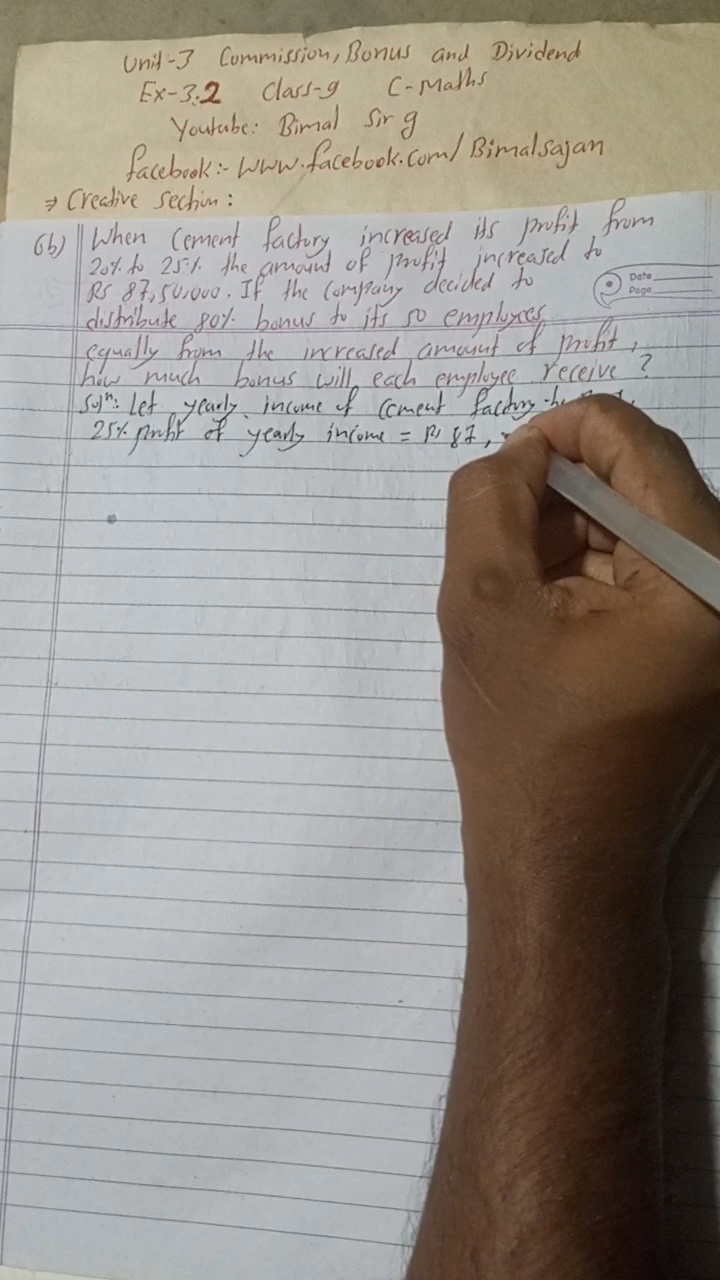 Unit-3 Commission, Bonus and Dividend
Ex-3.2 Class-9 C-Maths
Youtube: Bimal Sir g
facebook:- www.facebook.com/Bimalsajan
⇒ Creative section:
6b) When Cement factory increased its profit from
20% to 25% the amount of profit increased to
RS 87,50,000. If the company decided to
Date
Page
distribute 80% bonus to its 50 employees
equally from the increased amount of profit,
how much bonus will each employee receive?
Solⁿ: Let yearly income of Cement factory
25% profit of yearly income = Rs 87,